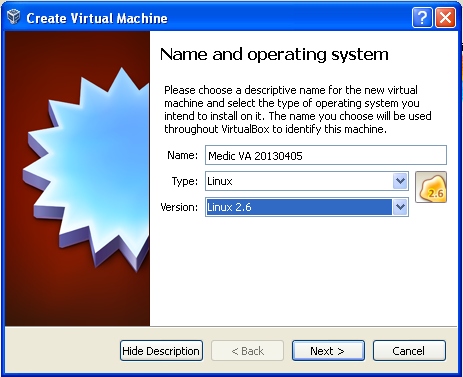 Create Virtual Machine
Name and operating system
Please choose a descriptive name for the new virtual
machine and select the type of operating system you
intend to install on it. The name you choose will be used
throughout VirtualBox to identify this machine.
Name: Medic VA 20130405
Type: Linux
2.6
Version: Linux 2.6
Hide Description < Back Next > Cancel